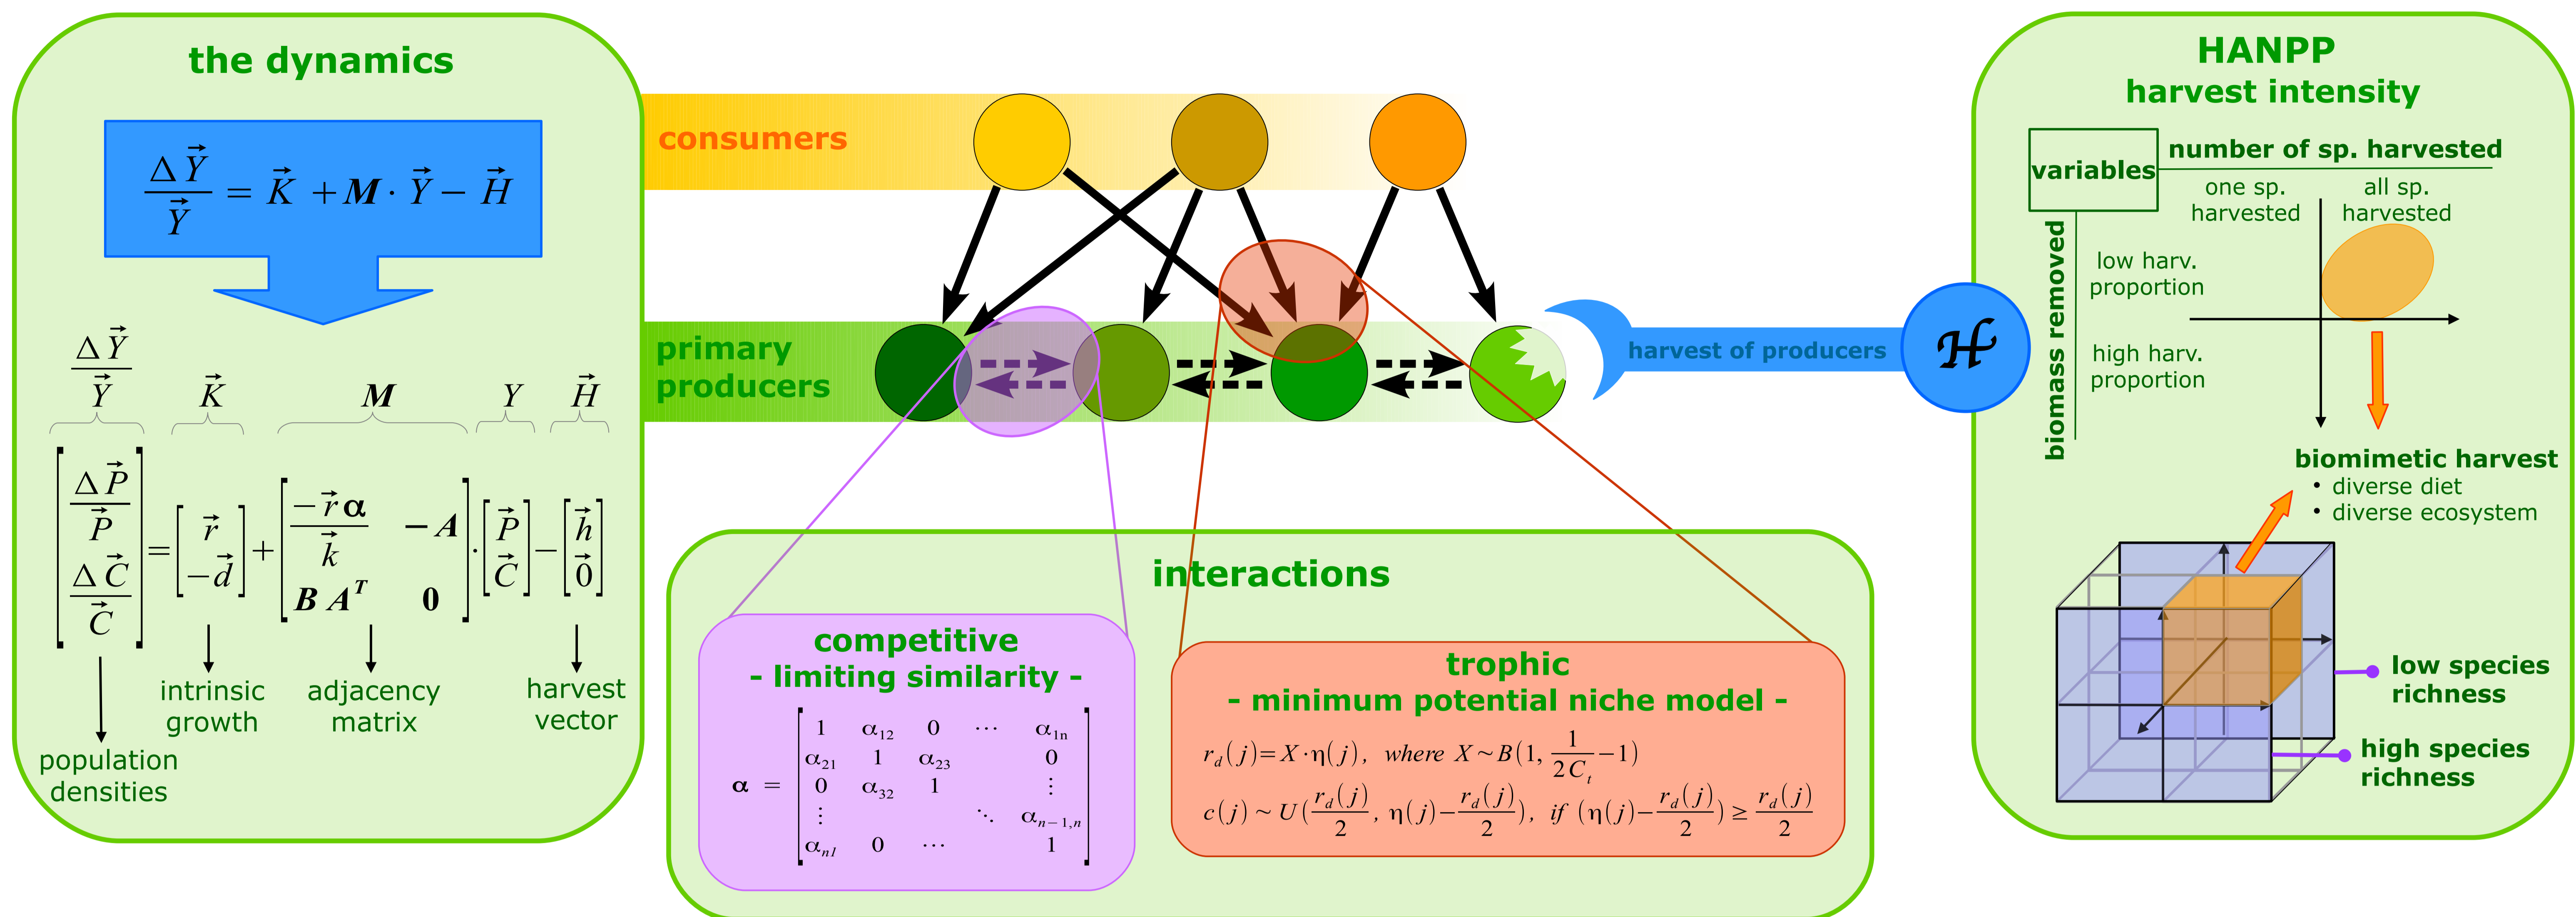 the dynamics
ΔY⃗ / Y⃗ = K⃗ + M · Y⃗ − H⃗
ΔY⃗ / Y⃗ K⃗ M Y H⃗
[ΔP⃗ / P⃗ ; ΔC⃗ / C⃗] = [r⃗ ; −d⃗] + [−r⃗ α / k⃗ −A ; B Aᵀ 0] · [P⃗ ; C⃗] − [h⃗ ; 0⃗]
intrinsic
growth
adjacency
matrix
harvest
vector
population
densities
consumers
primary
producers
harvest of producers
ℋ
interactions
competitive
- limiting similarity -
α =
1 α₁₂ 0 ⋯ α₁ₙ
α₂₁ 1 α₂₃ 0
0 α₃₂ 1 ⋮
⋮ ⋱ αₙ₋₁,ₙ
αₙ₁ 0 ⋯ 1
trophic
- minimum potential niche model -
r_d(j)=X·η(j), where X ~ B(1, 1/(2C_t) −1)
c(j) ~ U(r_d(j)/2, η(j)−r_d(j)/2), if (η(j)−r_d(j)/2) ≥ r_d(j)/2
HANPP
harvest intensity
variables
number of sp. harvested
one sp.
harvested
all sp.
harvested
biomass removed
low harv.
proportion
high harv.
proportion
biomimetic harvest
• diverse diet
• diverse ecosystem
low species
richness
high species
richness